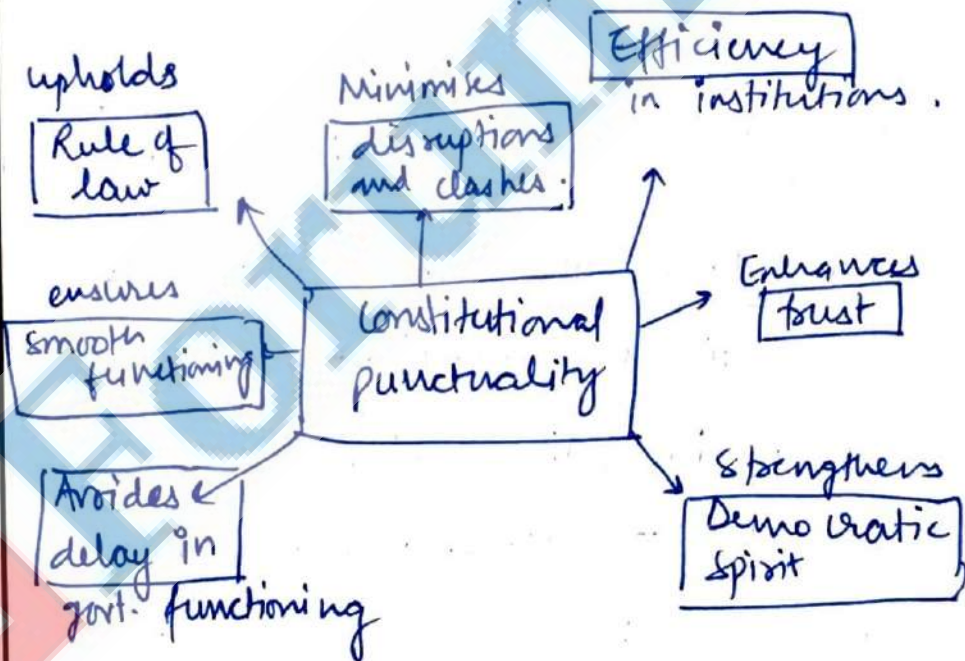 Efficiency
in institutions.
upholds
Rule of
law
Minimises
disruptions
and clashes.
ensures
smooth
functioning
Constitutional
punctuality
Enhances
trust
Avoides
delay in
govt. functioning
Strengthens
Democratic
spirit
Forum